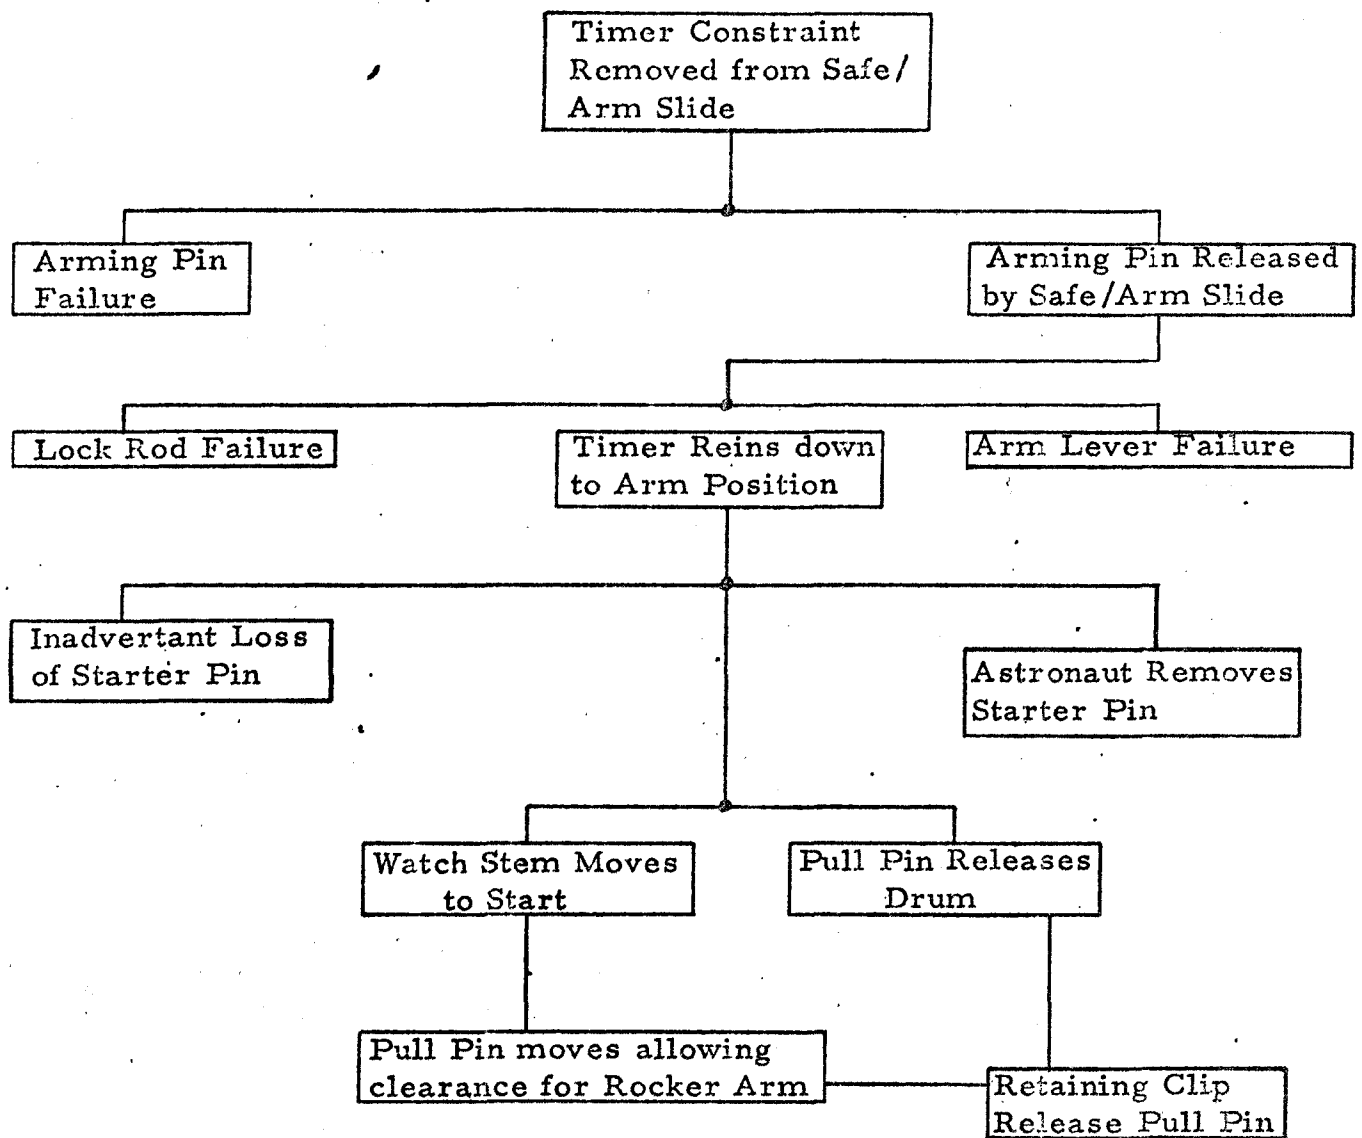 Timer Constraint
Removed from Safe/
Arm Slide
Arming Pin
Failure
Arming Pin Released
by Safe/Arm Slide
Lock Rod Failure
Timer Reins down
to Arm Position
Arm Lever Failure
Inadvertant Loss
of Starter Pin
Astronaut Removes
Starter Pin
Watch Stem Moves
to Start
Pull Pin Releases
Drum
Pull Pin moves allowing
clearance for Rocker Arm
Retaining Clip
Release Pull Pin